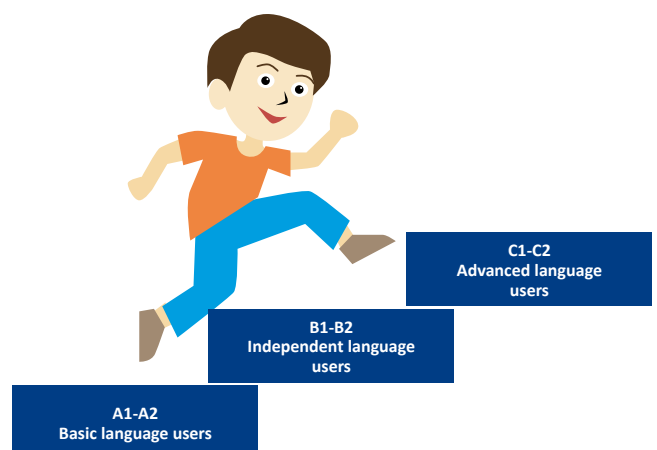 C1-C2
Advanced language
users
B1-B2
Independent language
users
A1-A2
Basic language users